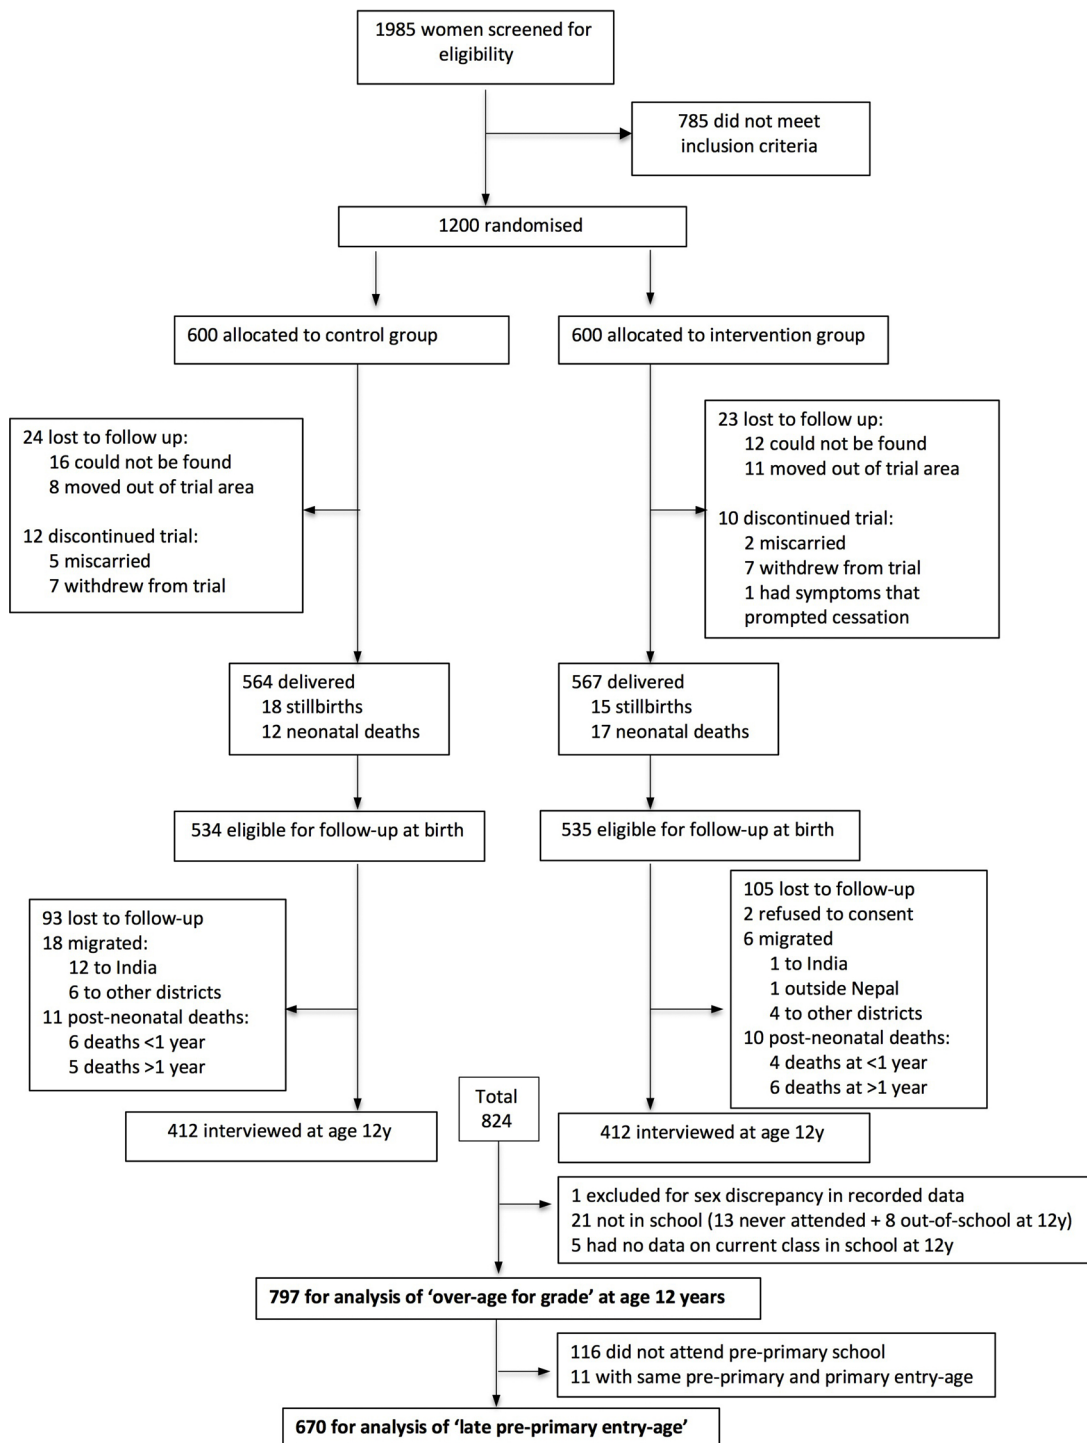 1985 women screened for
eligibility
785 did not meet
inclusion criteria
1200 randomised
600 allocated to control group
600 allocated to intervention group
24 lost to follow up:
16 could not be found
8 moved out of trial area
12 discontinued trial:
5 miscarried
7 withdrew from trial
23 lost to follow up:
12 could not be found
11 moved out of trial area
10 discontinued trial:
2 miscarried
7 withdrew from trial
1 had symptoms that
prompted cessation
564 delivered
18 stillbirths
12 neonatal deaths
567 delivered
15 stillbirths
17 neonatal deaths
534 eligible for follow-up at birth
535 eligible for follow-up at birth
93 lost to follow-up
18 migrated:
12 to India
6 to other districts
11 post-neonatal deaths:
6 deaths <1 year
5 deaths >1 year
105 lost to follow-up
2 refused to consent
6 migrated
1 to India
1 outside Nepal
4 to other districts
10 post-neonatal deaths:
4 deaths at <1 year
6 deaths at >1 year
Total
824
412 interviewed at age 12y
412 interviewed at age 12y
1 excluded for sex discrepancy in recorded data
21 not in school (13 never attended + 8 out-of-school at 12y)
5 had no data on current class in school at 12y
797 for analysis of ‘over-age for grade’ at age 12 years
116 did not attend pre-primary school
11 with same pre-primary and primary entry-age
670 for analysis of ‘late pre-primary entry-age’